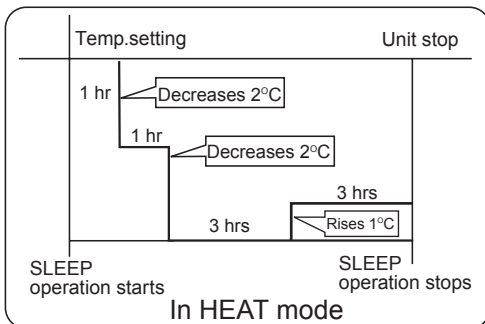 Temp.setting
Unit stop
1 hr
Decreases 2°C
1 hr
Decreases 2°C
3 hrs
3 hrs
Rises 1°C
SLEEP
operation starts
SLEEP
operation stops
In HEAT mode